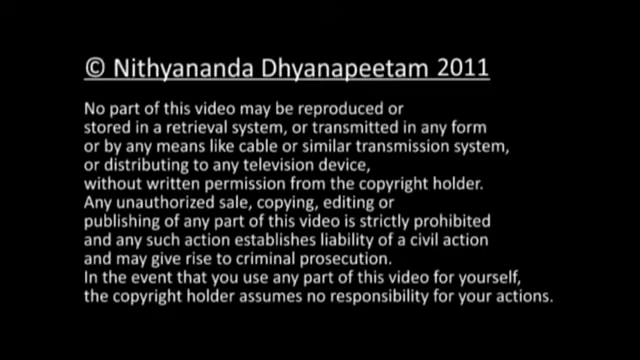 © Nithyananda Dhyanapeetam 2011
No part of this video may be reproduced or
stored in a retrieval system, or transmitted in any form
or by any means like cable or similar transmission system,
or distributing to any television device,
without written permission from the copyright holder.
Any unauthorized sale, copying, editing or
publishing of any part of this video is strictly prohibited
and any such action establishes liability of a civil action
and may give rise to criminal prosecution.
In the event that you use any part of this video for yourself,
the copyright holder assumes no responsibility for your actions.